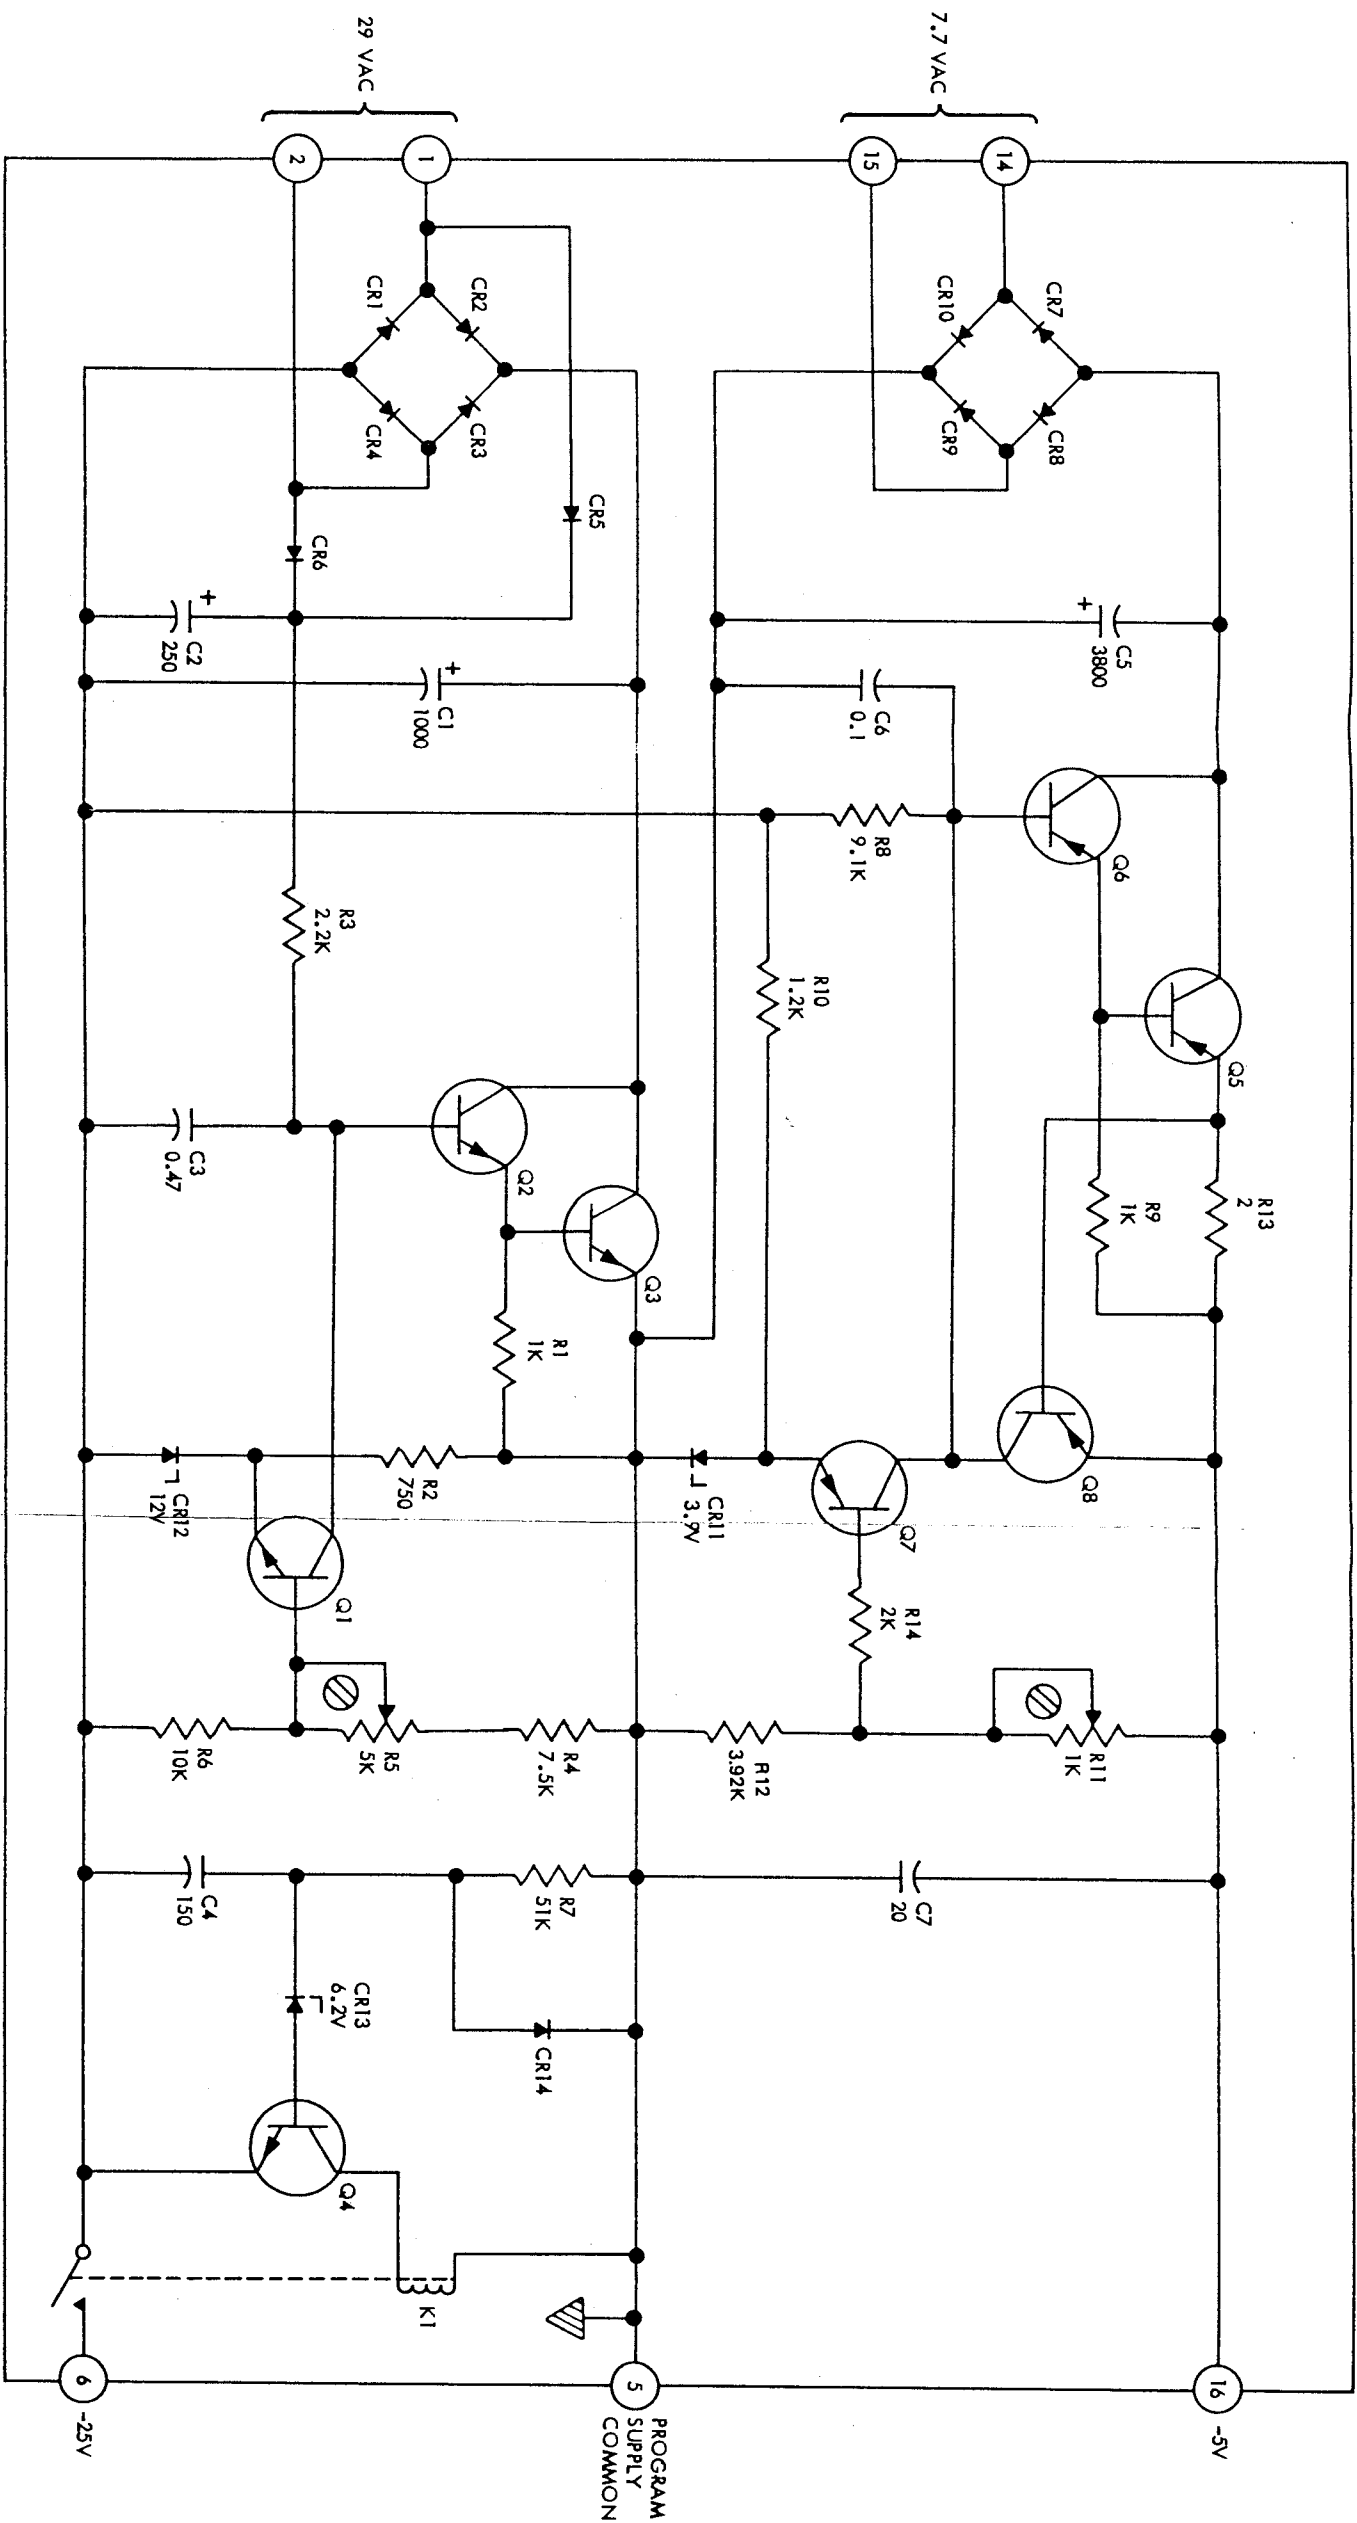 7.7 VAC
14
15
CR7
CR10
CR8
CR9
C5
3800
C6
0.1
Q6
R8
9.1K
Q5
R10
1.2K
R13
2
R9
1K
Q8
CR11
3.9V
Q7
R14
2K
R11
1K
R12
3.92K
C7
20
16
-5V
29 VAC
1
2
CR2
CR1
CR3
CR4
CR5
CR6
+
+
+
C2
250
C1
1000
R3
2.2K
C3
0.47
Q2
Q3
R1
1K
R2
750
CR12
12V
Q1
R4
7.5K
R5
5K
R6
10K
R7
51K
C4
150
CR13
6.2V
CR14
Q4
K1
5
PROGRAM
SUPPLY
COMMON
6
-25V